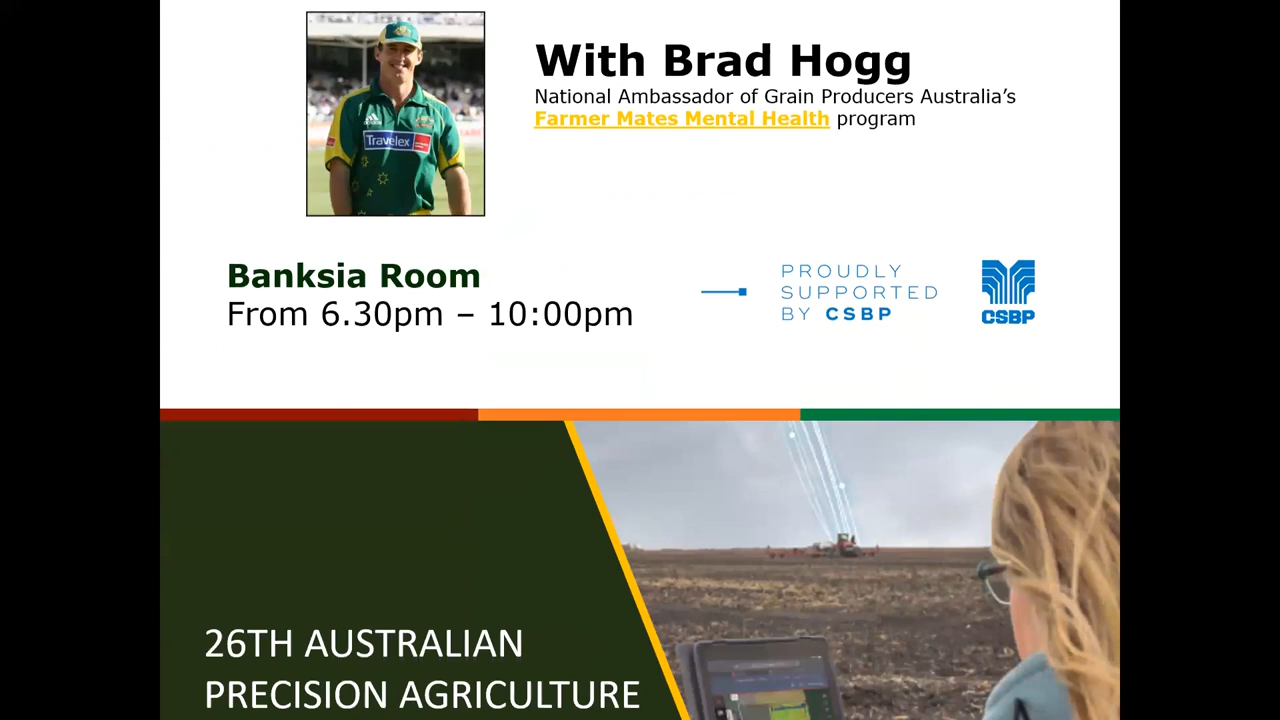 With Brad Hogg
National Ambassador of Grain Producers Australia’s
Farmer Mates Mental Health program
Travelex
Banksia Room
From 6.30pm – 10:00pm
PROUDLY
SUPPORTED
BY CSBP
CSBP
26TH AUSTRALIAN
PRECISION AGRICULTURE